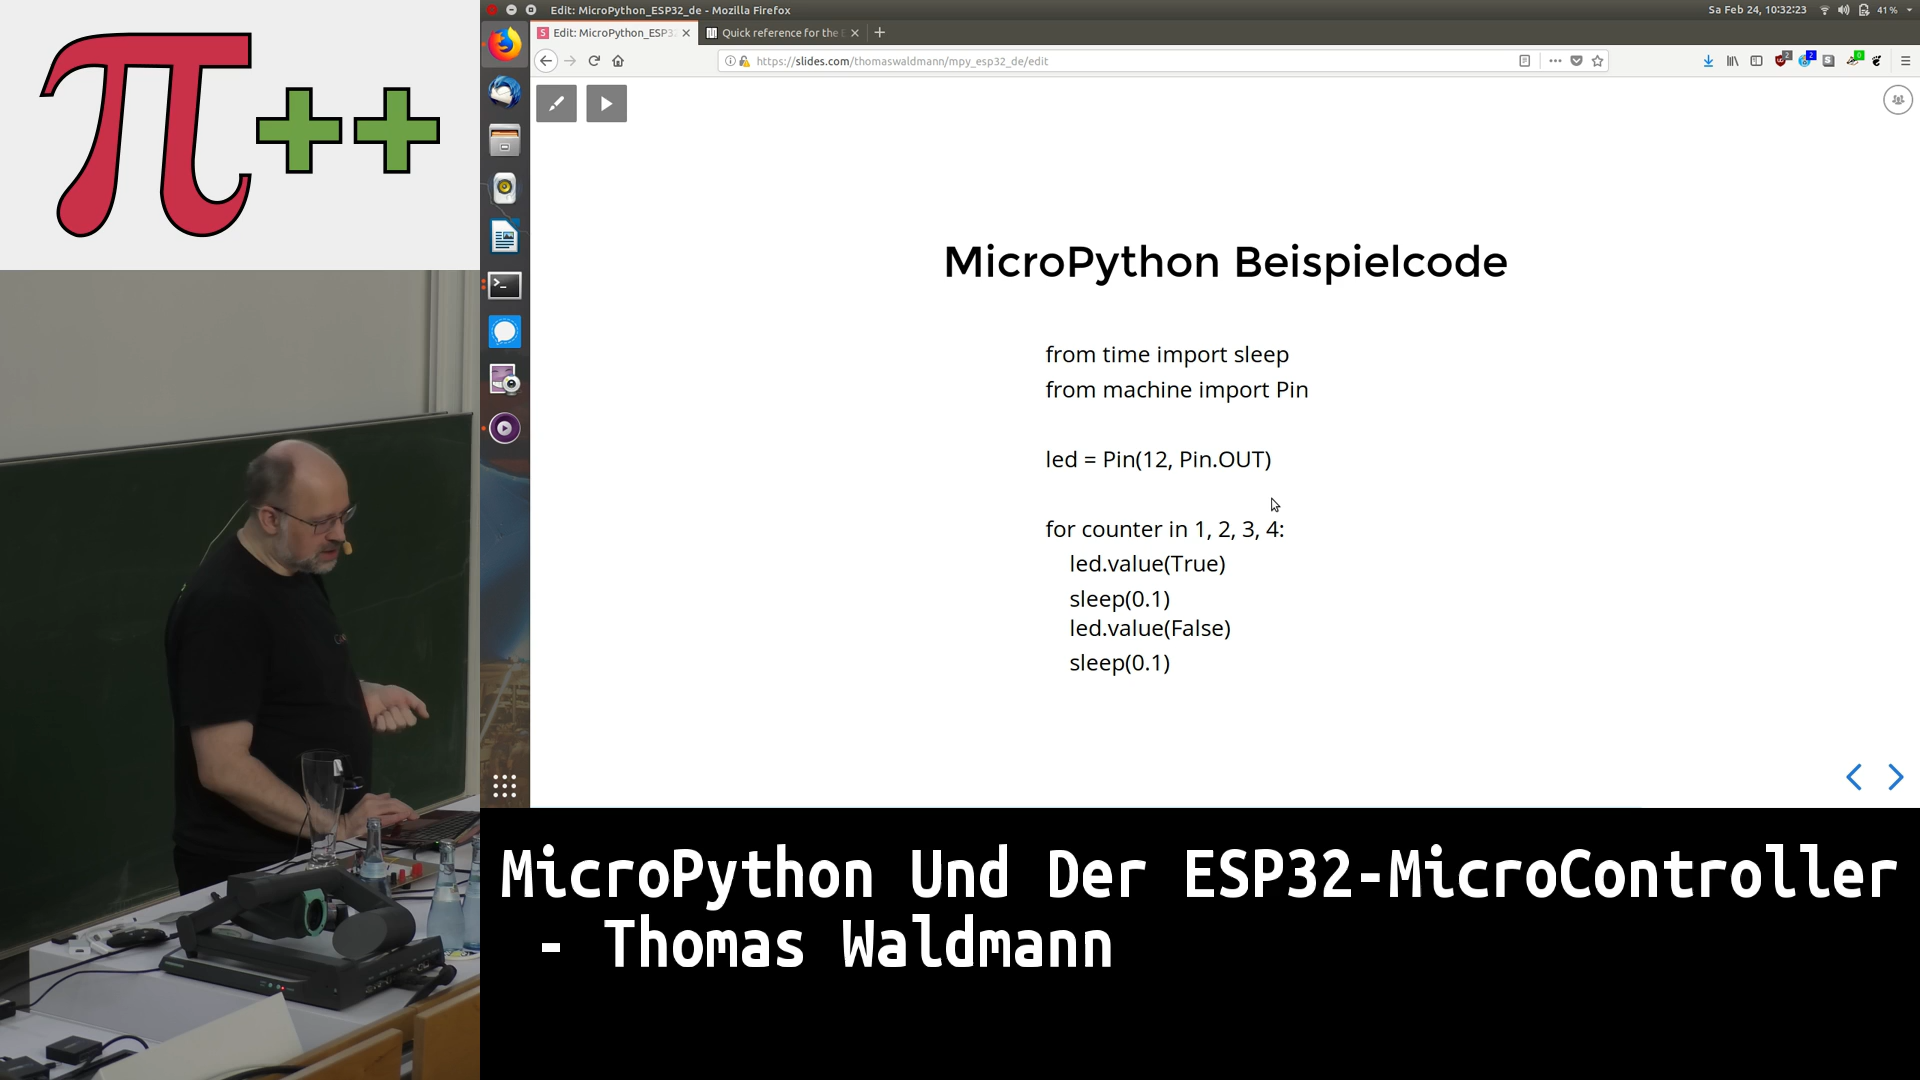 π++
Edit: MicroPython_ESP32_de - Mozilla Firefox
Sa Feb 24, 10:32:23
41 %
Edit: MicroPython_ESP32
Quick reference for the
https://slides.com/thomaswaldmann/mpy_esp32_de/edit
MicroPython Beispielcode
from time import sleep
from machine import Pin
led = Pin(12, Pin.OUT)
for counter in 1, 2, 3, 4:
led.value(True)
sleep(0.1)
led.value(False)
sleep(0.1)
MicroPython Und Der ESP32-MicroController
- Thomas Waldmann